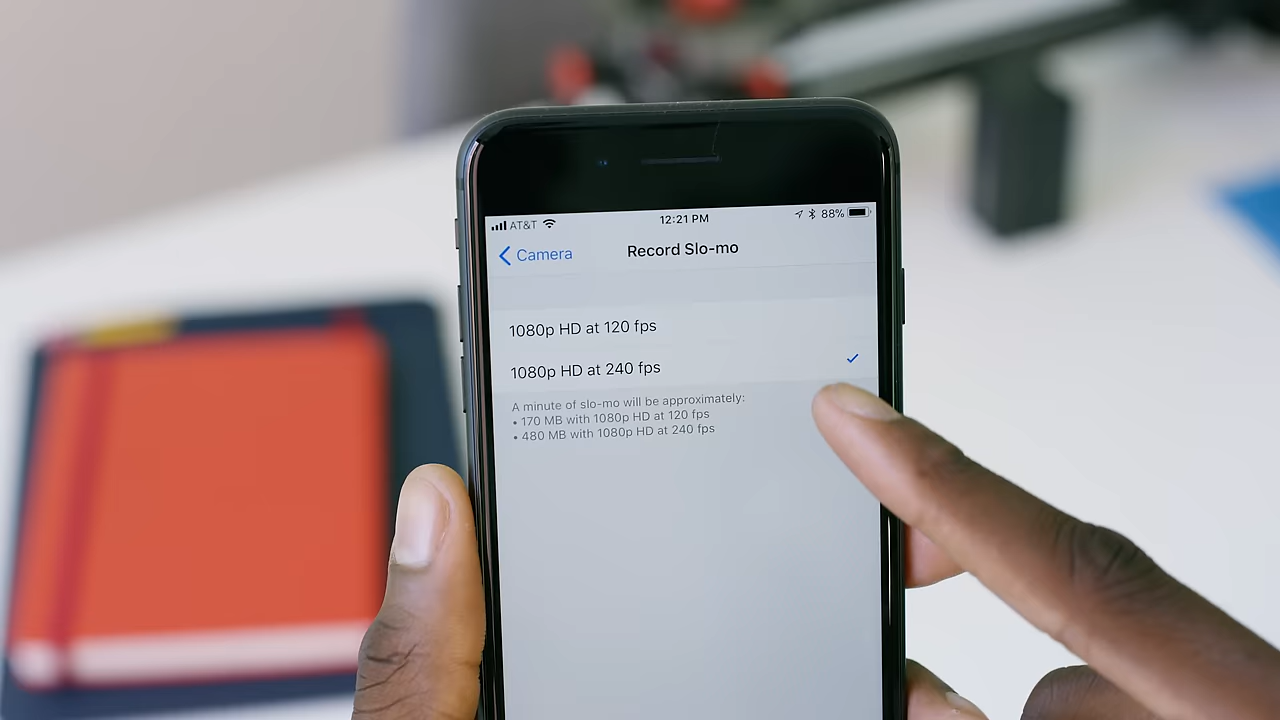 AT&T 12:21 PM 88%
Camera Record Slo-mo
1080p HD at 120 fps
1080p HD at 240 fps
A minute of slo-mo will be approximately:
• 170 MB with 1080p HD at 120 fps
• 480 MB with 1080p HD at 240 fps